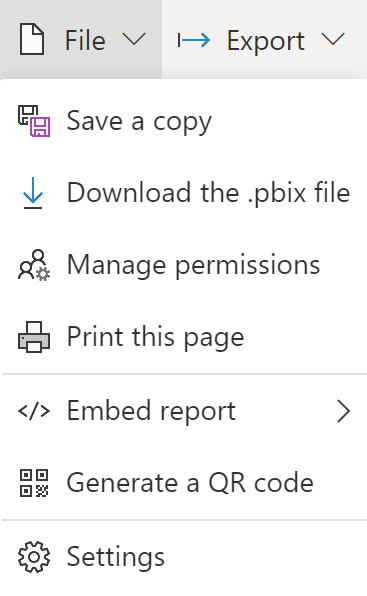 File Export
Save a copy
Download the .pbix file
Manage permissions
Print this page
Embed report
Generate a QR code
Settings